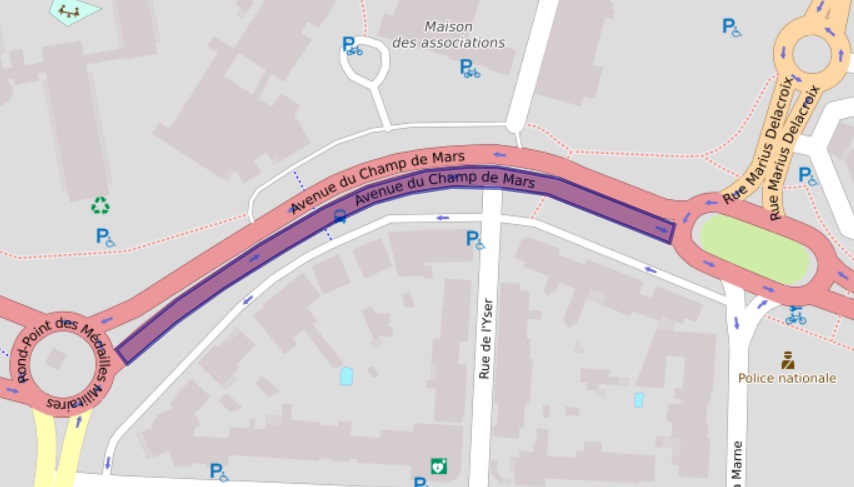 Maison
des associations
Avenue du Champ de Mars
Avenue du Champ de Mars
Rue Marius Delacroix
Rue Marius Delacroix
Rond-Point des Médailles Militaires
Rue de l'Yser
Police nationale
Marne
P
P
P
P
P
P
P
P